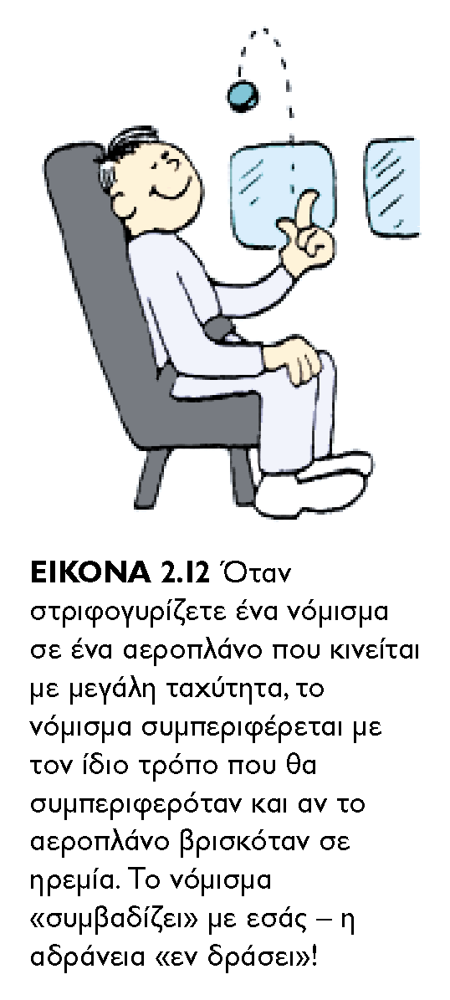 ΕΙΚΟΝΑ 2.12 Όταν
στριφογυρίζετε ένα νόμισμα
σε ένα αεροπλάνο που κινείται
με μεγάλη ταχύτητα, το
νόμισμα συμπεριφέρεται με
τον ίδιο τρόπο που θα
συμπεριφερόταν και αν το
αεροπλάνο βρισκόταν σε
ηρεμία. Το νόμισμα
«συμβαδίζει» με εσάς – η
αδράνεια «εν δράσει»!